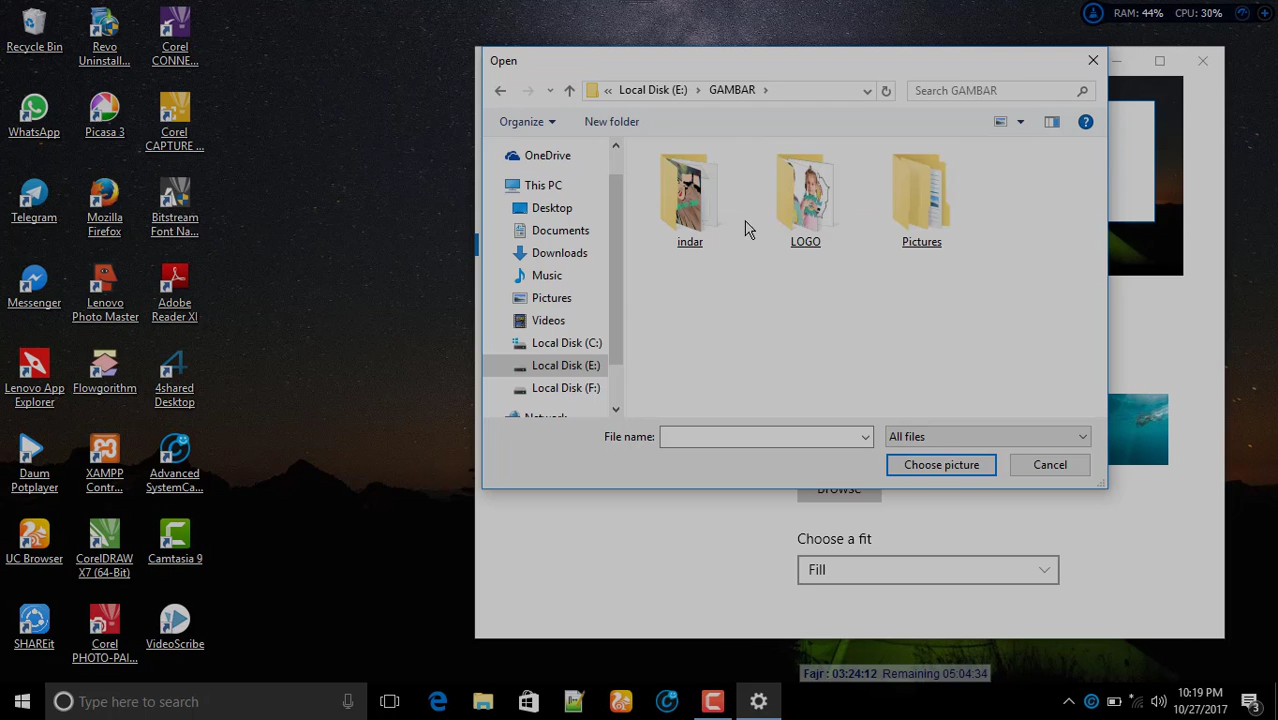 Recycle Bin
Revo
Uninstall...
Corel
CONNE...
WhatsApp
Picasa 3
Corel
CAPTURE ...
Telegram
Mozilla
Firefox
Bitstream
Font Na...
Messenger
Lenovo
Photo Master
Adobe
Reader XI
Lenovo App
Explorer
Flowgorithm
4shared
Desktop
Daum
Potplayer
XAMPP
Contr...
Advanced
SystemCa...
UC Browser
CorelDRAW
X7 (64-Bit)
Camtasia 9
SHAREit
Corel
PHOTO-PAI...
VideoScribe
RAM: 44% CPU: 30%
Open
« Local Disk (E:) > GAMBAR >
Search GAMBAR
Organize
New folder
OneDrive
This PC
Desktop
Documents
Downloads
Music
Pictures
Videos
Local Disk (C:)
Local Disk (E:)
Local Disk (F:)
Network
indar
LOGO
Pictures
File name:
All files
Choose picture
Cancel
Browse
Choose a fit
Fill
Fajr: 03:24:12 Remaining 05:04:34
Type here to search
10:19 PM
10/27/2017
3